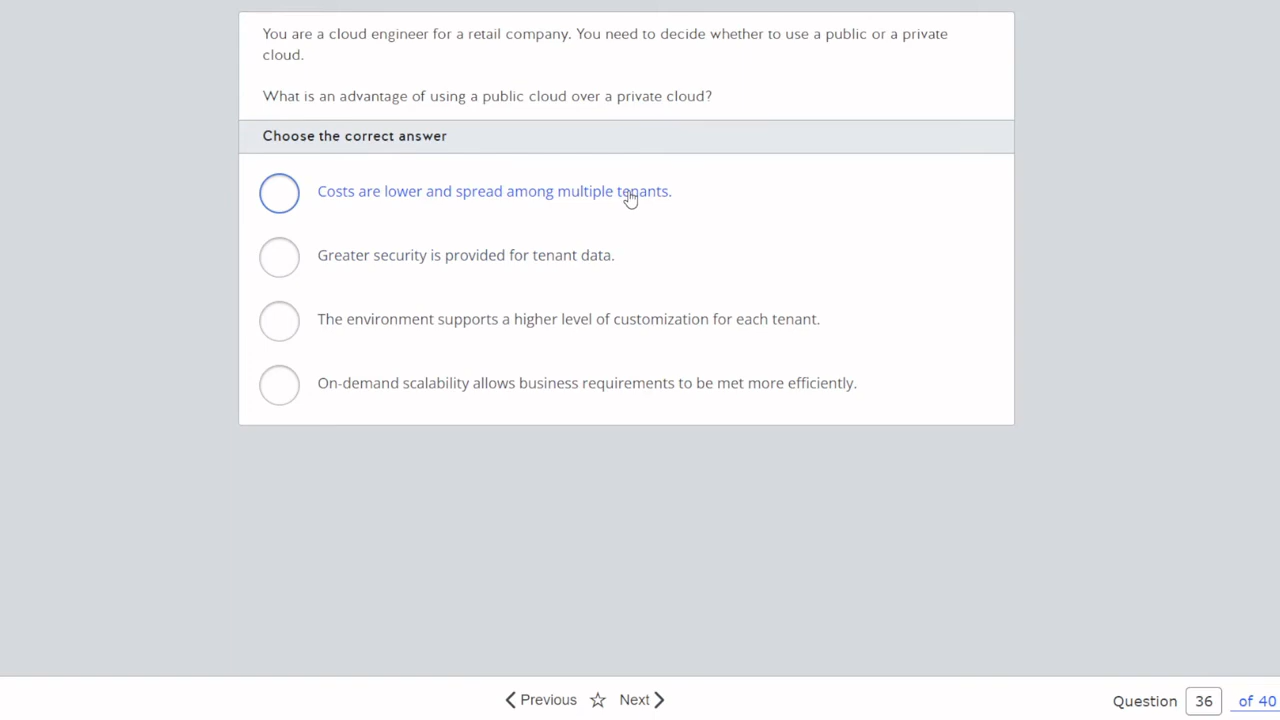 You are a cloud engineer for a retail company. You need to decide whether to use a public or a private
cloud.
What is an advantage of using a public cloud over a private cloud?
Choose the correct answer
Costs are lower and spread among multiple tenants.
Greater security is provided for tenant data.
The environment supports a higher level of customization for each tenant.
On-demand scalability allows business requirements to be met more efficiently.
Previous Next Question 36 of 40